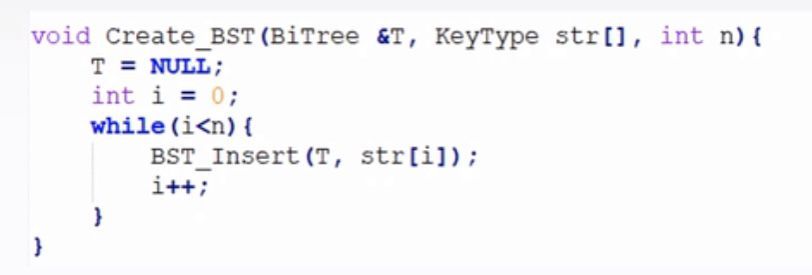 void Create_BST(BiTree &T, KeyType str[], int n){
    T = NULL;
    int i = 0;
    while(i<n){
        BST_Insert(T, str[i]);
        i++;
    }
}